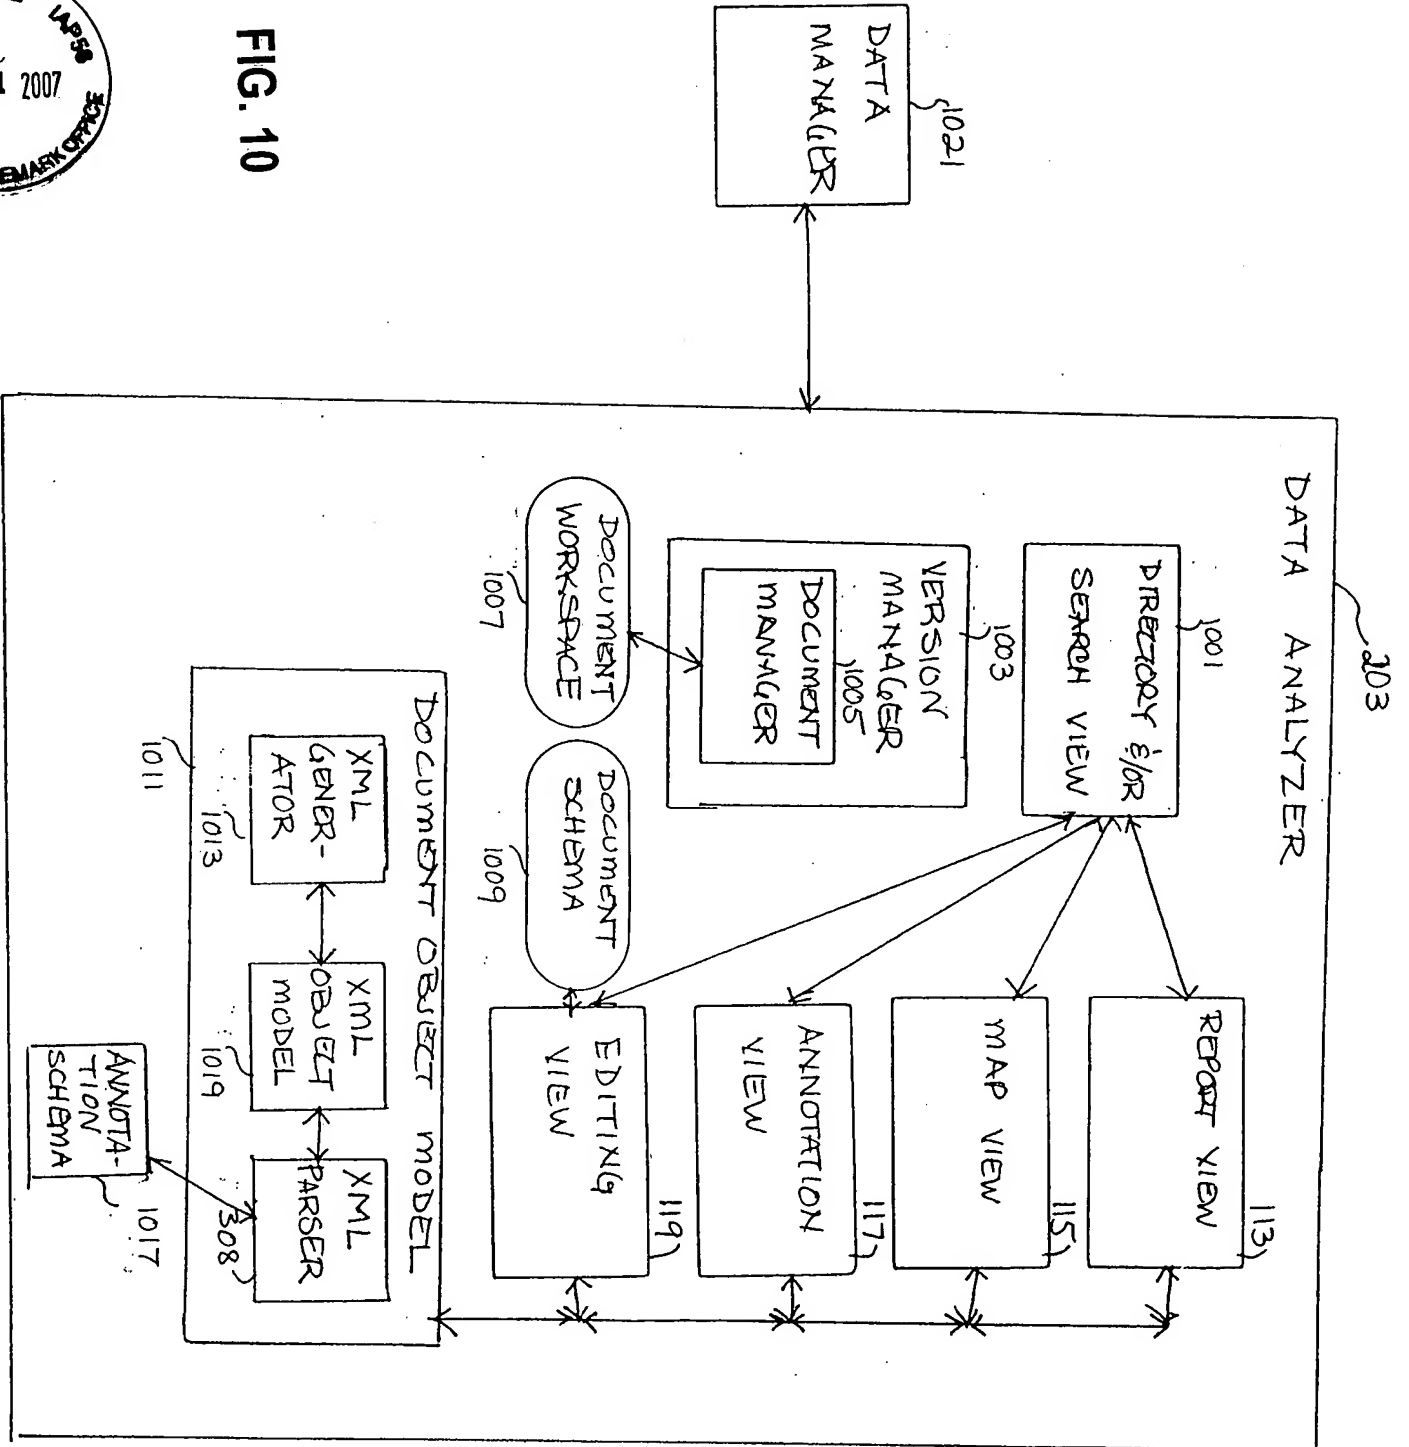 FIG. 10
IAP58
2007
EMARK OFFICE
DATA
MANAGER
1021
203
DATA ANALYZER
1001
DIRECTORY &/OR
SEARCH VIEW
1003
VERSION
MANAGER
1005
DOCUMENT
MANAGER
DOCUMENT
WORKSPACE
1007
DOCUMENT
SCHEMA
1009
113
REPORT VIEW
115
MAP VIEW
117
ANNOTATION
VIEW
119
EDITING
VIEW
DOCUMENT OBJECT MODEL
1011
XML
GENER-
ATOR
1013
XML
OBJECT
MODEL
1019
XML
PARSER
308
ANNOTA-
TION
SCHEMA
1017